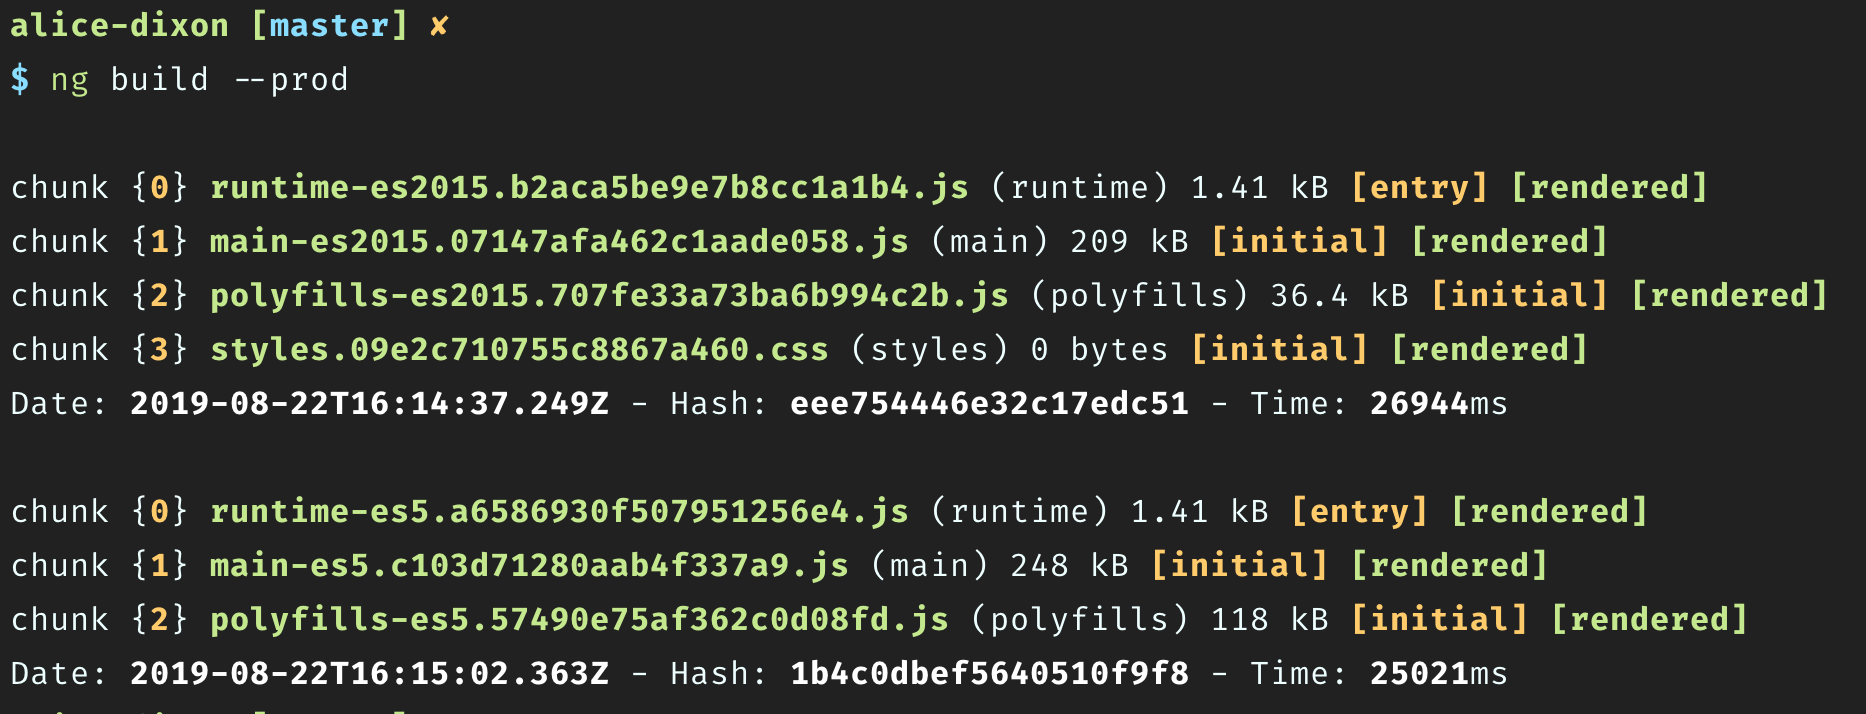 alice-dixon [master] ✘
$ ng build --prod
chunk {0} runtime-es2015.b2aca5be9e7b8cc1a1b4.js (runtime) 1.41 kB [entry] [rendered]
chunk {1} main-es2015.07147afa462c1aade058.js (main) 209 kB [initial] [rendered]
chunk {2} polyfills-es2015.707fe33a73ba6b994c2b.js (polyfills) 36.4 kB [initial] [rendered]
chunk {3} styles.09e2c710755c8867a460.css (styles) 0 bytes [initial] [rendered]
Date: 2019-08-22T16:14:37.249Z - Hash: eee754446e32c17edc51 - Time: 26944ms
chunk {0} runtime-es5.a6586930f507951256e4.js (runtime) 1.41 kB [entry] [rendered]
chunk {1} main-es5.c103d71280aab4f337a9.js (main) 248 kB [initial] [rendered]
chunk {2} polyfills-es5.57490e75af362c0d08fd.js (polyfills) 118 kB [initial] [rendered]
Date: 2019-08-22T16:15:02.363Z - Hash: 1b4c0dbef5640510f9f8 - Time: 25021ms